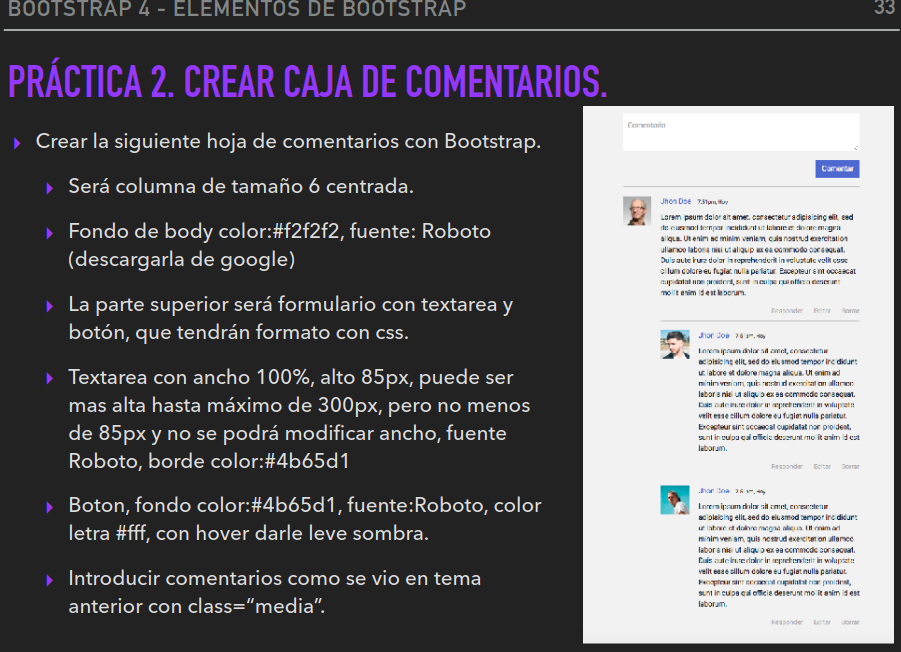 BOOTSTRAP 4 - ELEMENTOS DE BOOTSTRAP
33
PRÁCTICA 2. CREAR CAJA DE COMENTARIOS.
Crear la siguiente hoja de comentarios con Bootstrap.
Será columna de tamaño 6 centrada.
Fondo de body color:#f2f2f2, fuente: Roboto
(descargarla de google)
La parte superior será formulario con textarea y
botón, que tendrán formato con css.
Textarea con ancho 100%, alto 85px, puede ser
mas alta hasta máximo de 300px, pero no menos
de 85px y no se podrá modificar ancho, fuente
Roboto, borde color:#4b65d1
Boton, fondo color:#4b65d1, fuente:Roboto, color
letra #fff, con hover darle leve sombra.
Introducir comentarios como se vio en tema
anterior con class=“media”.
Comentario
Comentar
Jhon Doe 7:51pm, Hoy
Lorem ipsum dolor sit amet, consectetur adipisicing elit, sed
do eiusmod tempor incididunt ut labore et dolore magna
aliqua. Ut enim ad minim veniam, quis nostrud exercitation
ullamco laboris nisi ut aliquip ex ea commodo consequat.
Duis aute irure dolor in reprehenderit in voluptate velit esse
cillum dolore eu fugiat nulla pariatur. Excepteur sint occaecat
cupidatat non proident, sunt in culpa qui officia deserunt
mollit anim id est laborum.
Responder Editar Borrar
Jhon Doe 7:51pm, Hoy
Lorem ipsum dolor sit amet, consectetur
adipisicing elit, sed do eiusmod tempor incididunt
ut labore et dolore magna aliqua. Ut enim ad
minim veniam, quis nostrud exercitation ullamco
laboris nisi ut aliquip ex ea commodo consequat.
Duis aute irure dolor in reprehenderit in voluptate
velit esse cillum dolore eu fugiat nulla pariatur.
Excepteur sint occaecat cupidatat non proident,
sunt in culpa qui officia deserunt mollit anim id est
laborum.
Responder Editar Borrar
Jhon Doe 7:51pm, Hoy
Lorem ipsum dolor sit amet, consectetur
adipisicing elit, sed do eiusmod tempor incididunt
ut labore et dolore magna aliqua. Ut enim ad
minim veniam, quis nostrud exercitation ullamco
laboris nisi ut aliquip ex ea commodo consequat.
Duis aute irure dolor in reprehenderit in voluptate
velit esse cillum dolore eu fugiat nulla pariatur.
Excepteur sint occaecat cupidatat non proident,
sunt in culpa qui officia deserunt mollit anim id est
laborum.
Responder Editar Borrar